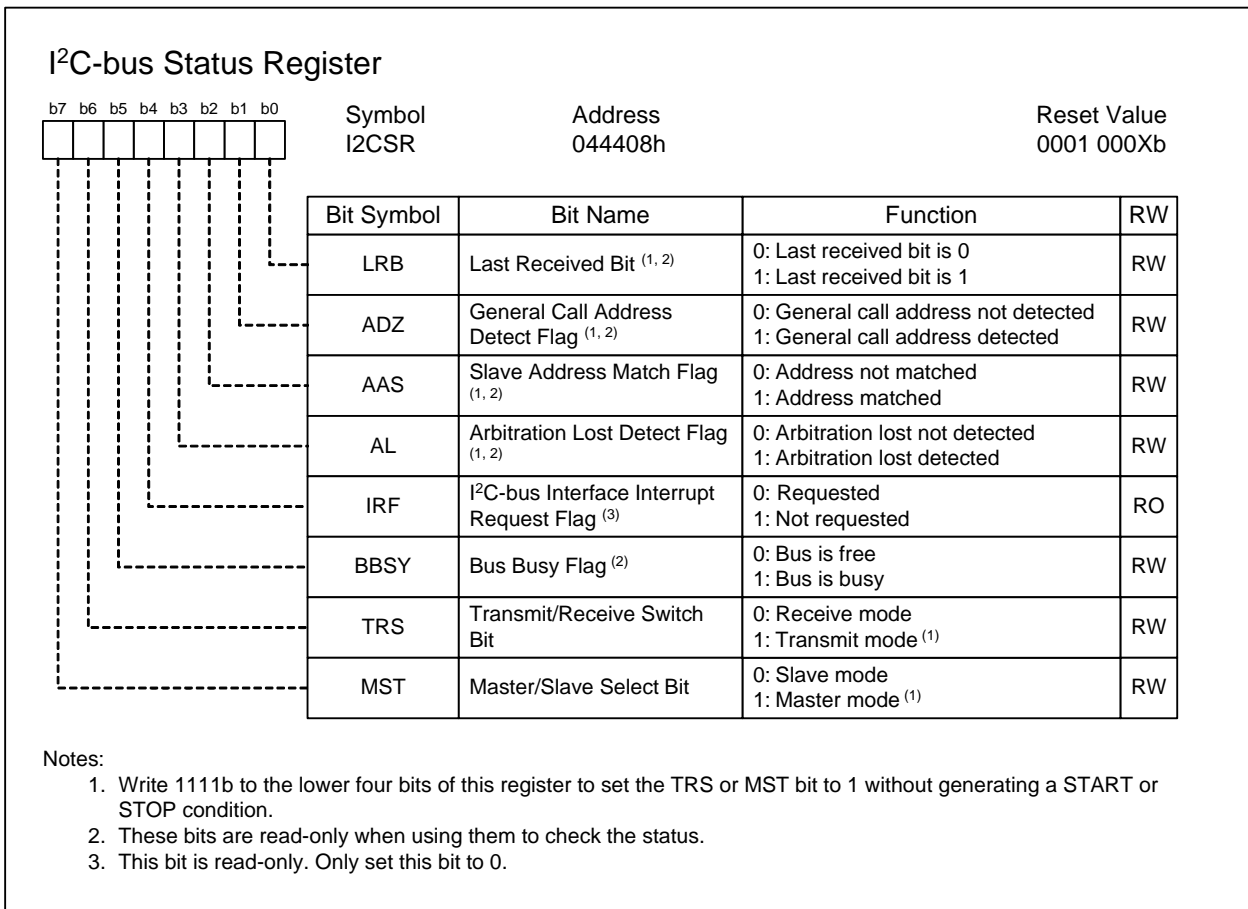 I²C-bus Status Register
b7 b6 b5 b4 b3 b2 b1 b0
Symbol Address Reset Value
I2CSR 044408h 0001 000Xb
Bit Symbol Bit Name Function RW
LRB Last Received Bit (1, 2) 0: Last received bit is 0
1: Last received bit is 1 RW
ADZ General Call Address
Detect Flag (1, 2) 0: General call address not detected
1: General call address detected RW
AAS Slave Address Match Flag
(1, 2) 0: Address not matched
1: Address matched RW
AL Arbitration Lost Detect Flag
(1, 2) 0: Arbitration lost not detected
1: Arbitration lost detected RW
IRF I²C-bus Interface Interrupt
Request Flag (3) 0: Requested
1: Not requested RO
BBSY Bus Busy Flag (2) 0: Bus is free
1: Bus is busy RW
TRS Transmit/Receive Switch
Bit 0: Receive mode
1: Transmit mode (1) RW
MST Master/Slave Select Bit 0: Slave mode
1: Master mode (1) RW
Notes:
1. Write 1111b to the lower four bits of this register to set the TRS or MST bit to 1 without generating a START or
STOP condition.
2. These bits are read-only when using them to check the status.
3. This bit is read-only. Only set this bit to 0.